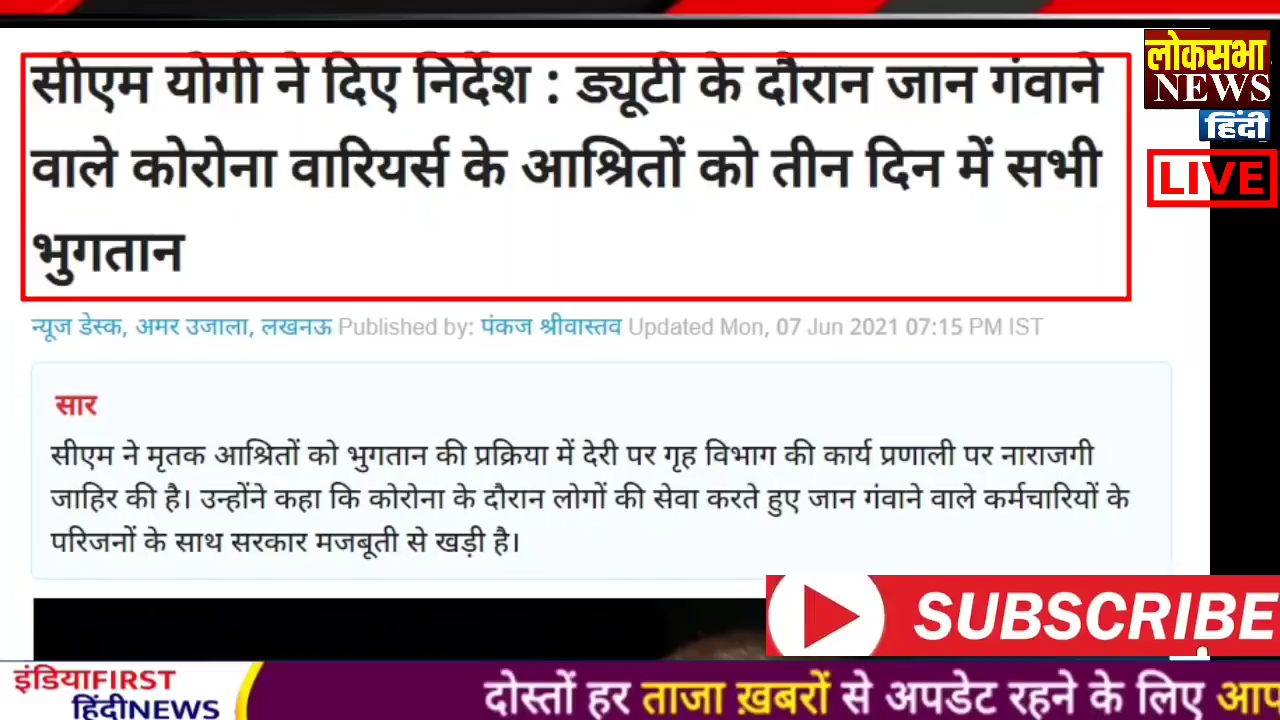 सीएम योगी ने दिए निर्देश : ड्यूटी के दौरान जान गंवाने
वाले कोरोना वारियर्स के आश्रितों को तीन दिन में सभी
भुगतान
लोकसभा
NEWS
हिंदी
LIVE
न्यूज डेस्क, अमर उजाला, लखनऊ Published by: पंकज श्रीवास्तव Updated Mon, 07 Jun 2021 07:15 PM IST
सार
सीएम ने मृतक आश्रितों को भुगतान की प्रक्रिया में देरी पर गृह विभाग की कार्य प्रणाली पर नाराजगी
जाहिर की है। उन्होंने कहा कि कोरोना के दौरान लोगों की सेवा करते हुए जान गंवाने वाले कर्मचारियों के
परिजनों के साथ सरकार मजबूती से खड़ी है।
SUBSCRIBE
इंडियाFIRST
हिंदीNEWS
दोस्तों हर ताजा ख़बरों से अपडेट रहने के लिए आप